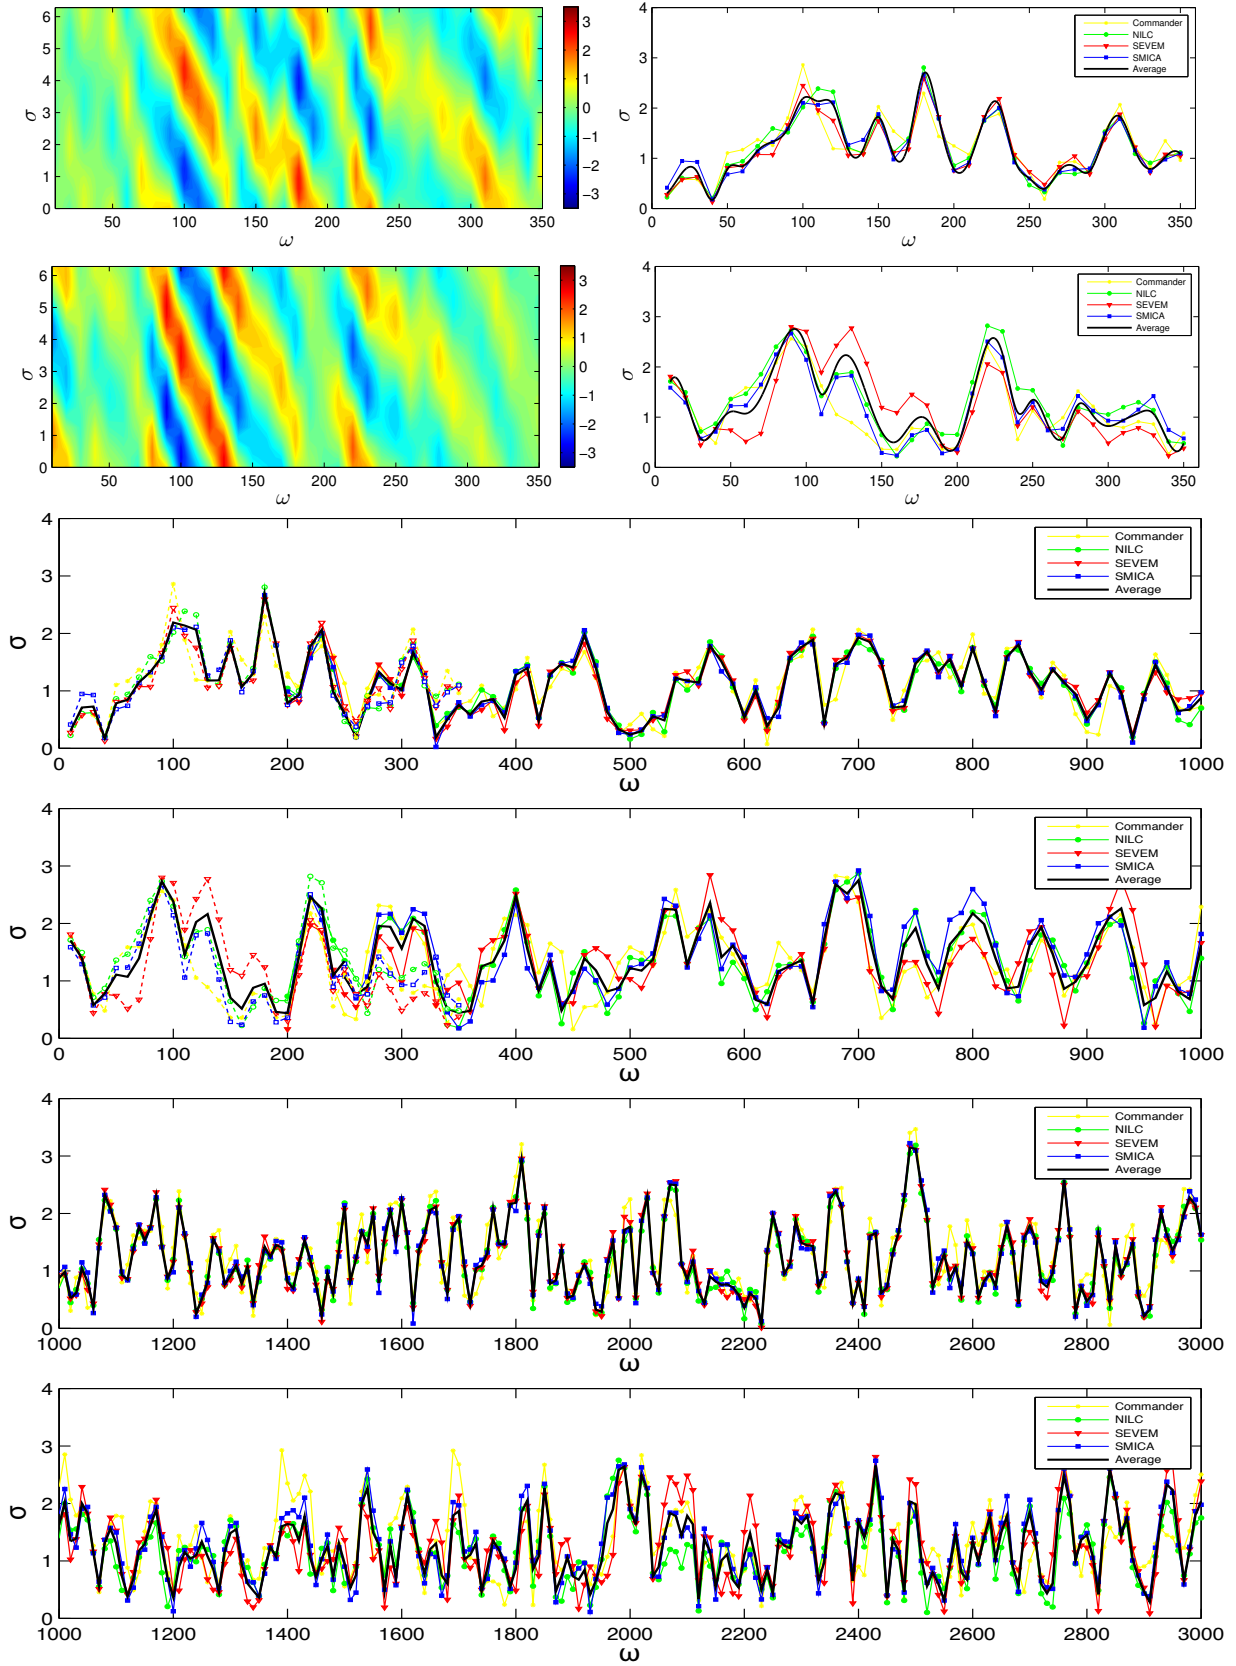 6
5
4
3
2
1
0
σ
50 100 150 200 250 300 350
ω
3
2
1
0
−1
−2
−3
4
3
2
1
0
σ
0 50 100 150 200 250 300 350
ω
Commander
NILC
SEVEM
SMICA
Average
6
5
4
3
2
1
0
σ
50 100 150 200 250 300 350
ω
3
2
1
0
−1
−2
−3
4
3
2
1
0
σ
0 50 100 150 200 250 300 350
ω
Commander
NILC
SEVEM
SMICA
Average
4
3
2
1
0
σ
0 100 200 300 400 500 600 700 800 900 1000
ω
Commander
NILC
SEVEM
SMICA
Average
4
3
2
1
0
σ
0 100 200 300 400 500 600 700 800 900 1000
ω
Commander
NILC
SEVEM
SMICA
Average
4
3
2
1
0
σ
1000 1200 1400 1600 1800 2000 2200 2400 2600 2800 3000
ω
Commander
NILC
SEVEM
SMICA
Average
4
3
2
1
0
σ
1000 1200 1400 1600 1800 2000 2200 2400 2600 2800 3000
ω
Commander
NILC
SEVEM
SMICA
Average